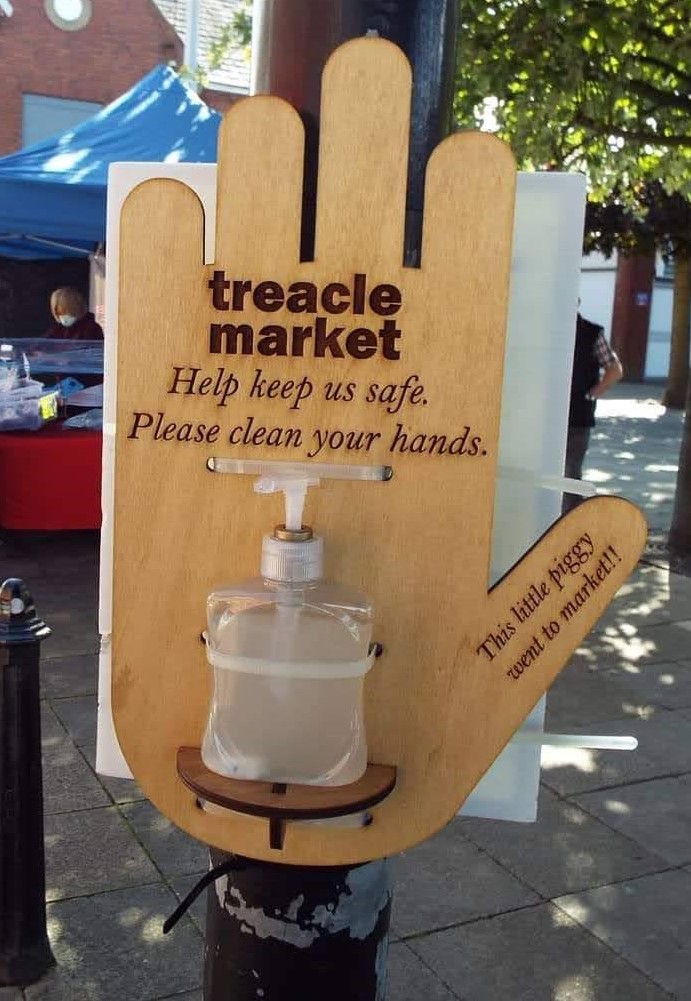 treacle
market
Help keep us safe.
Please clean your hands.
This little piggy
went to market!!